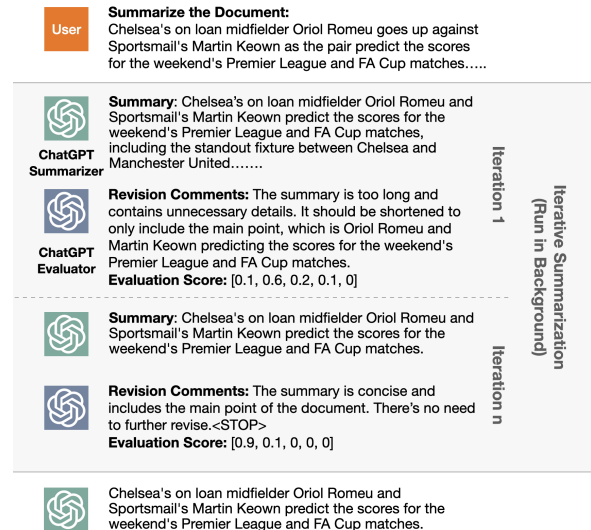 User
Summarize the Document:
Chelsea's on loan midfielder Oriol Romeu goes up against
Sportsmail's Martin Keown as the pair predict the scores
for the weekend's Premier League and FA Cup matches.....
ChatGPT
Summarizer
Summary: Chelsea's on loan midfielder Oriol Romeu and
Sportsmail's Martin Keown predict the scores for the
weekend's Premier League and FA Cup matches,
including the standout fixture between Chelsea and
Manchester United.......
ChatGPT
Evaluator
Revision Comments: The summary is too long and
contains unnecessary details. It should be shortened to
only include the main point, which is Oriol Romeu and
Martin Keown predicting the scores for the weekend's
Premier League and FA Cup matches.
Evaluation Score: [0.1, 0.6, 0.2, 0.1, 0]
Iteration 1
Summary: Chelsea's on loan midfielder Oriol Romeu and
Sportsmail's Martin Keown predict the scores for the
weekend's Premier League and FA Cup matches.
Revision Comments: The summary is concise and
includes the main point of the document. There's no need
to further revise.<STOP>
Evaluation Score: [0.9, 0.1, 0, 0, 0]
Iteration n
Iterative Summarization
(Run in Background)
Chelsea's on loan midfielder Oriol Romeu and
Sportsmail's Martin Keown predict the scores for the
weekend's Premier League and FA Cup matches.